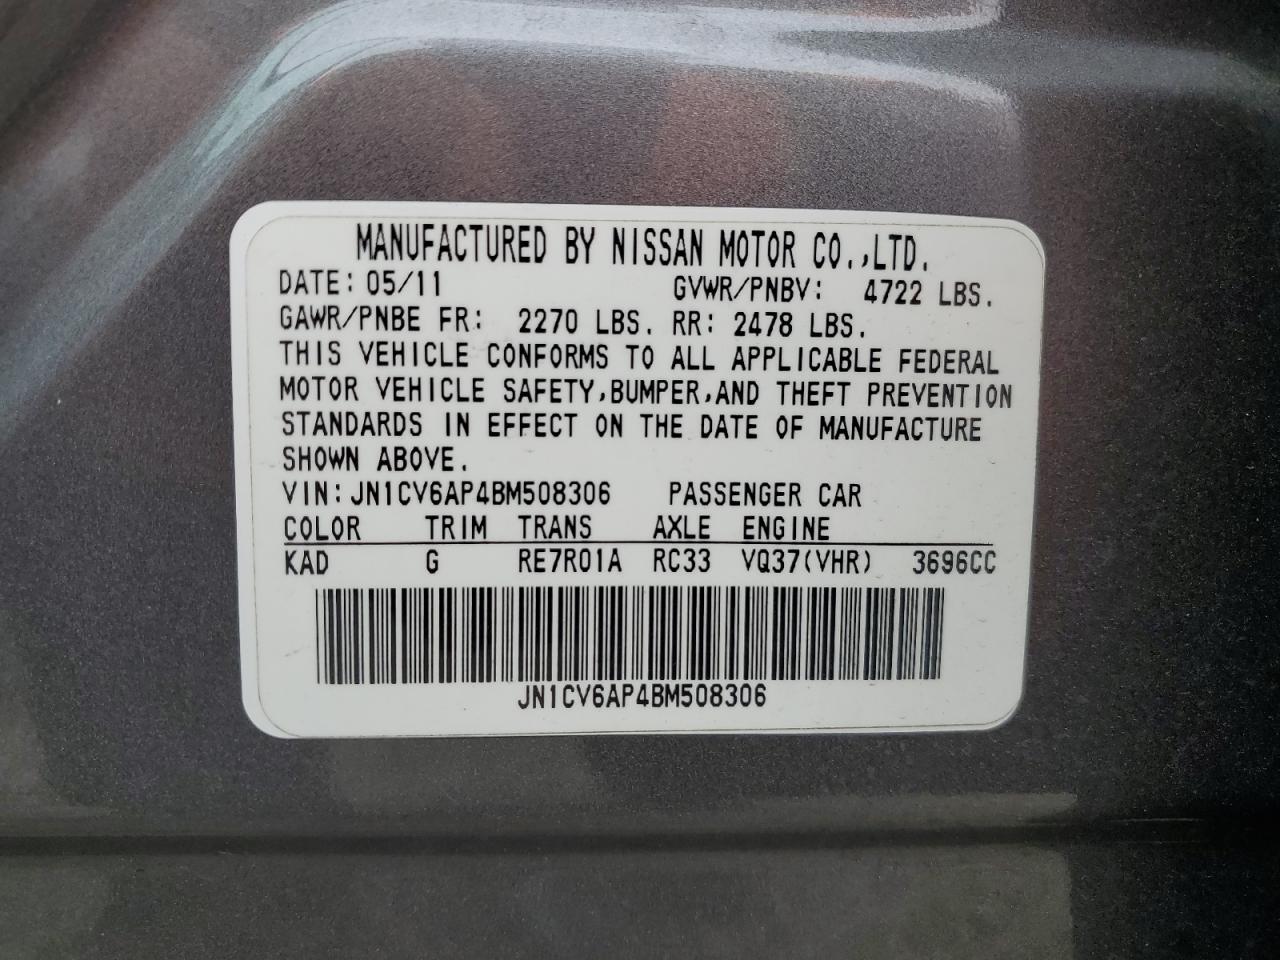 MANUFACTURED BY NISSAN MOTOR CO.,LTD.
DATE: 05/11 GVWR/PNBV: 4722 LBS.
GAWR/PNBE FR: 2270 LBS. RR: 2478 LBS.
THIS VEHICLE CONFORMS TO ALL APPLICABLE FEDERAL
MOTOR VEHICLE SAFETY,BUMPER,AND THEFT PREVENTION
STANDARDS IN EFFECT ON THE DATE OF MANUFACTURE
SHOWN ABOVE.
VIN: JN1CV6AP4BM508306 PASSENGER CAR
COLOR TRIM TRANS AXLE ENGINE
KAD G RE7R01A RC33 VQ37(VHR) 3696CC
JN1CV6AP4BM508306